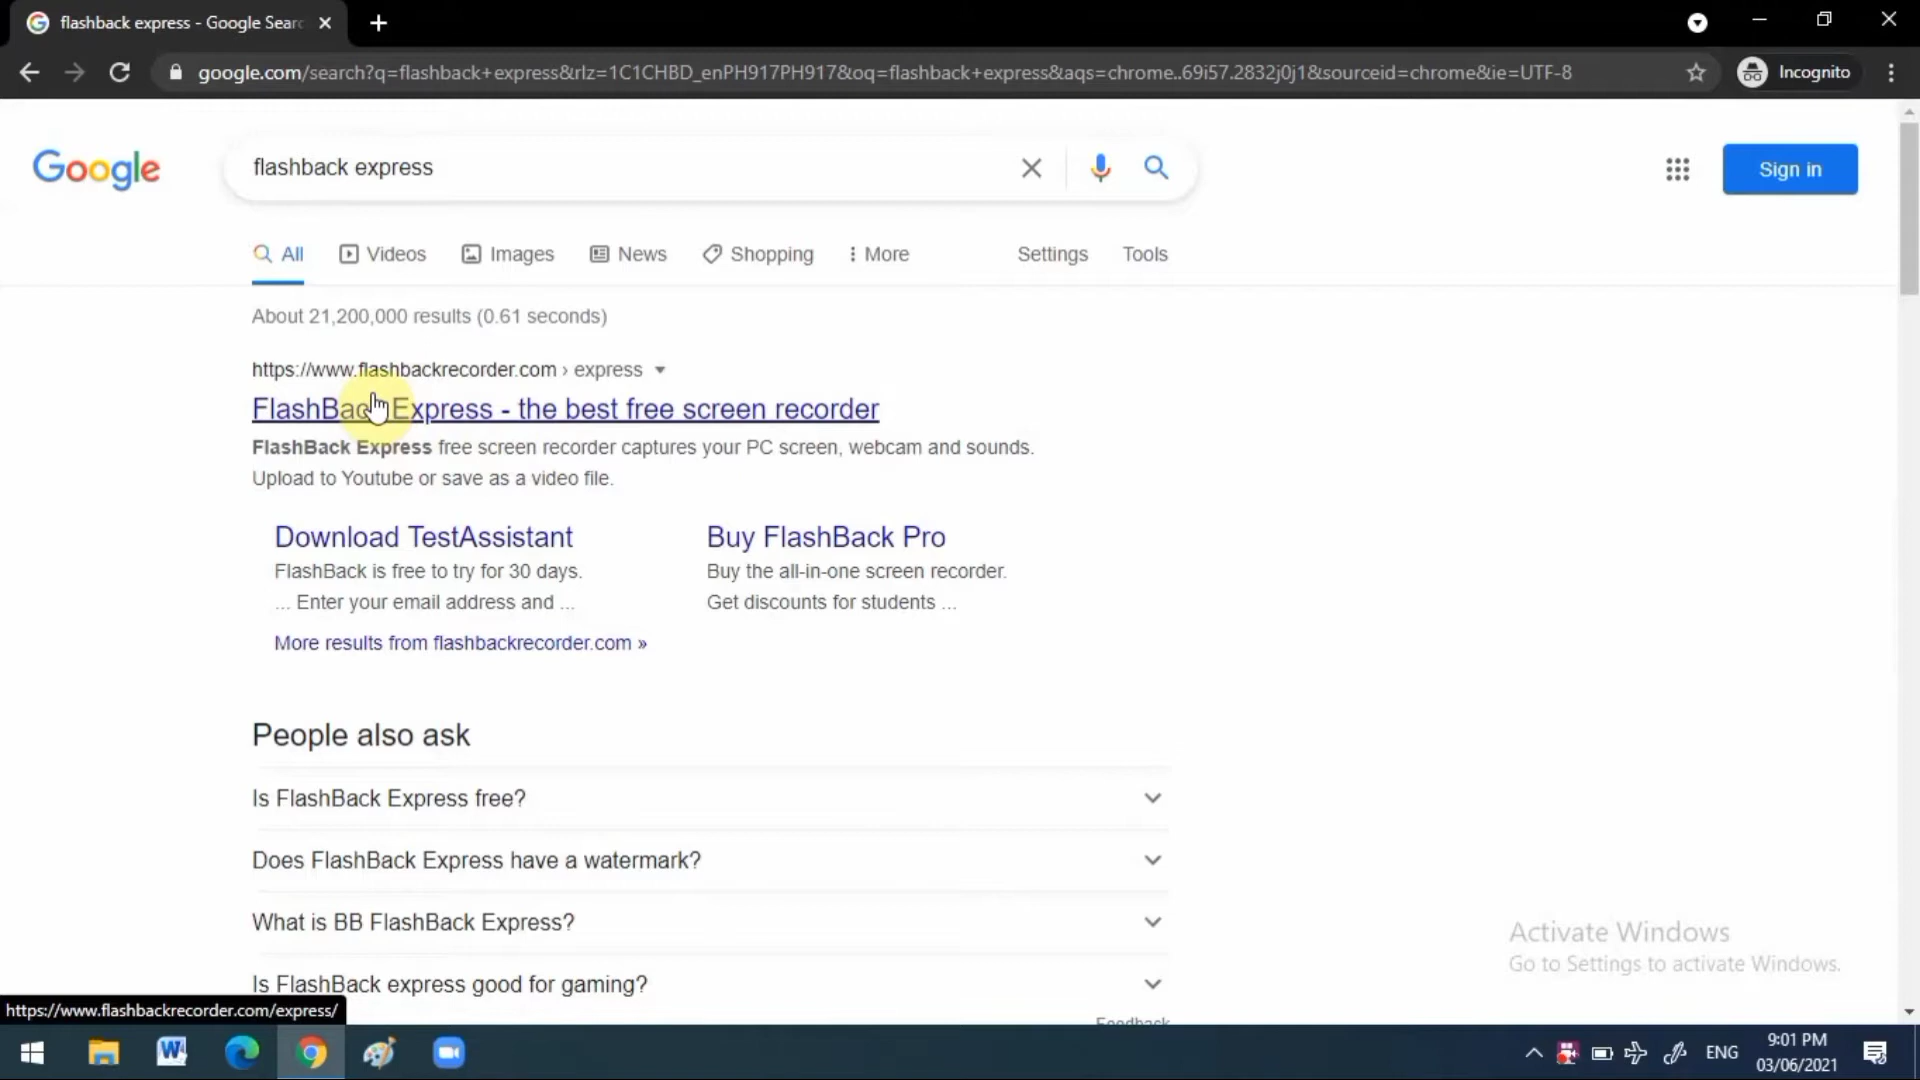 flashback express - Google Sear
google.com/search?q=flashback+express&rlz=1C1CHBD_enPH917PH917&oq=flashback+express&aqs=chrome..69i57.2832j0j1&sourceid=chrome&ie=UTF-8
Incognito
Google
flashback express
Sign in
All
Videos
Images
News
Shopping
More
Settings
Tools
About 21,200,000 results (0.61 seconds)
https://www.flashbackrecorder.com › express
FlashBack Express - the best free screen recorder
FlashBack Express free screen recorder captures your PC screen, webcam and sounds.
Upload to Youtube or save as a video file.
Download TestAssistant
FlashBack is free to try for 30 days.
... Enter your email address and ...
Buy FlashBack Pro
Buy the all-in-one screen recorder.
Get discounts for students ...
More results from flashbackrecorder.com »
People also ask
Is FlashBack Express free?
Does FlashBack Express have a watermark?
What is BB FlashBack Express?
Is FlashBack express good for gaming?
Feedback
Activate Windows
Go to Settings to activate Windows.
https://www.flashbackrecorder.com/express/
ENG
9:01 PM
03/06/2021